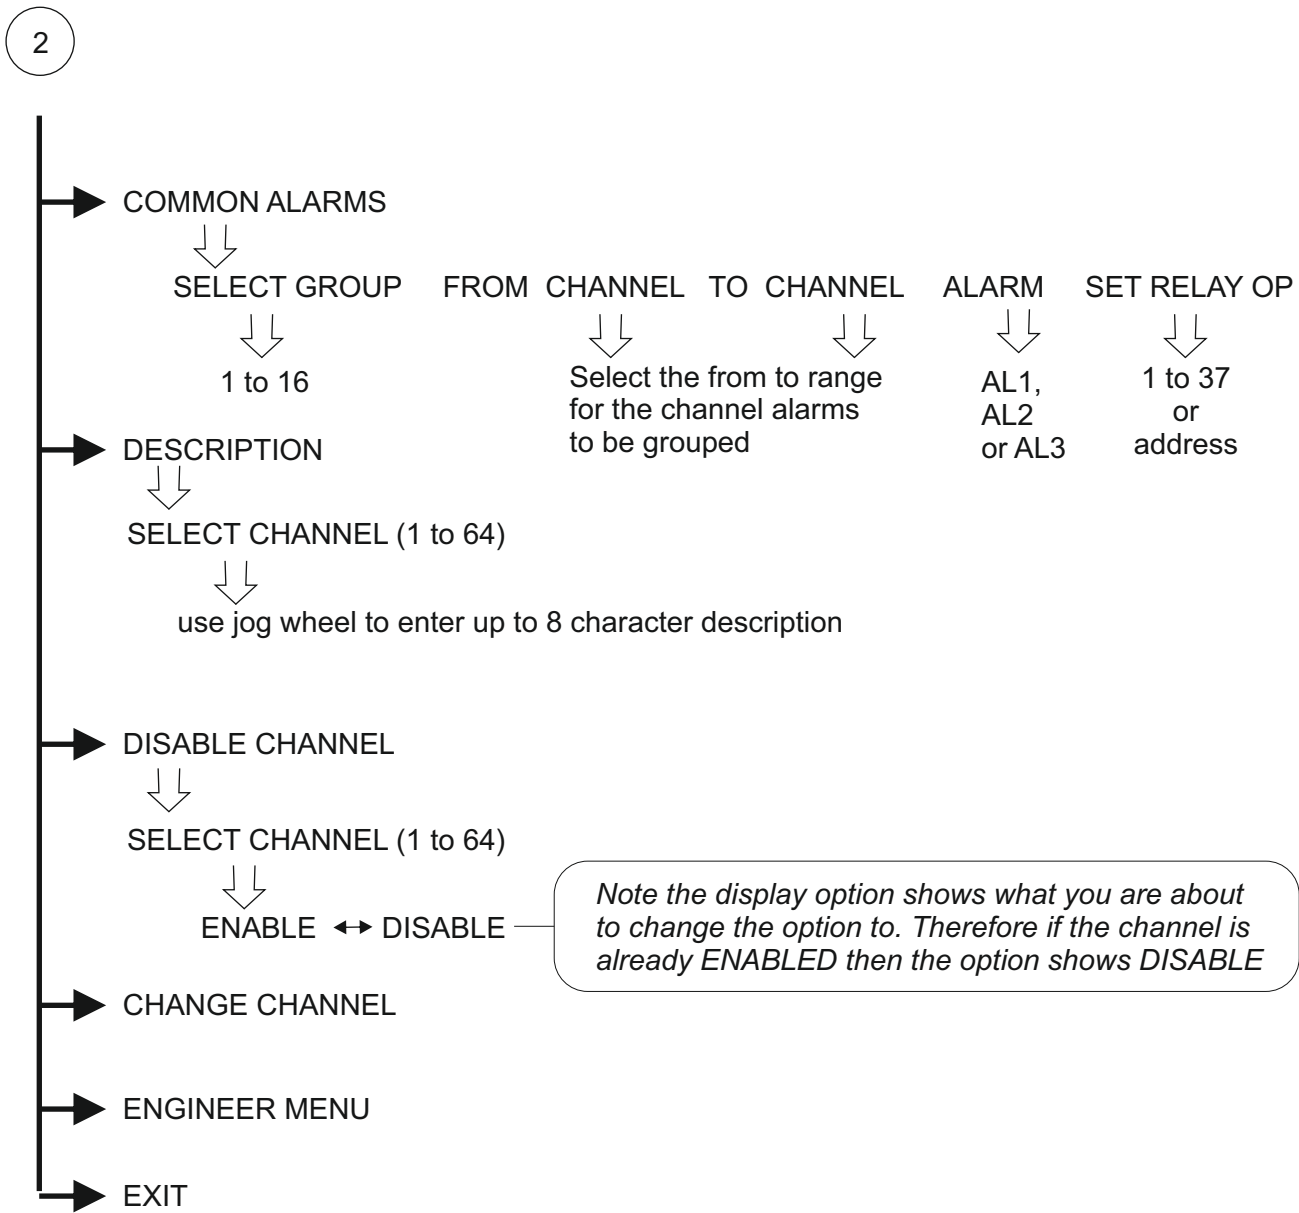 2
COMMON ALARMS
SELECT GROUP FROM CHANNEL TO CHANNEL ALARM SET RELAY OP
1 to 16
Select the from to range
for the channel alarms
to be grouped
AL1,
AL2
or AL3
1 to 37
or
address
DESCRIPTION
SELECT CHANNEL (1 to 64)
use jog wheel to enter up to 8 character description
DISABLE CHANNEL
SELECT CHANNEL (1 to 64)
ENABLE ↔ DISABLE
Note the display option shows what you are about
to change the option to. Therefore if the channel is
already ENABLED then the option shows DISABLE
CHANGE CHANNEL
ENGINEER MENU
EXIT